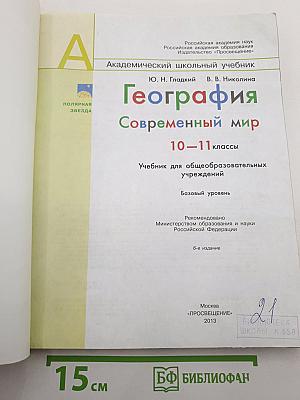 Российская академия наук
Российская академия образования
Издательство «Просвещение»
А
Академический школьный учебник
Ю. Н. Гладкий В. В. Николина
ПОЛЯРНАЯ
ЗВЕЗДА
География
Современный мир
10—11 классы
Учебник для общеобразовательных
учреждений
Базовый уровень
Рекомендовано
Министерством образования и науки
Российской Федерации
6-е издание
Москва
«ПРОСВЕЩЕНИЕ»
2013
21
БИБЛИОТЕКА
ШКОЛЫ
15 см
БФ БИБЛИОФАН